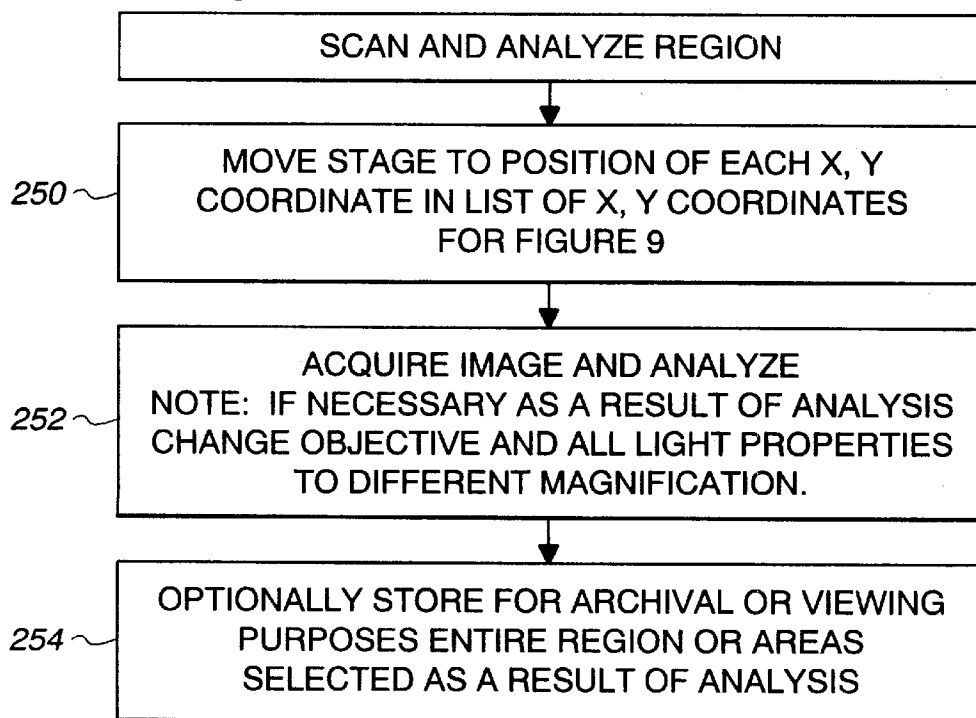 SCAN AND ANALYZE REGION
250
MOVE STAGE TO POSITION OF EACH X, Y
COORDINATE IN LIST OF X, Y COORDINATES
FOR FIGURE 9
252
ACQUIRE IMAGE AND ANALYZE
NOTE: IF NECESSARY AS A RESULT OF ANALYSIS
CHANGE OBJECTIVE AND ALL LIGHT PROPERTIES
TO DIFFERENT MAGNIFICATION.
254
OPTIONALLY STORE FOR ARCHIVAL OR VIEWING
PURPOSES ENTIRE REGION OR AREAS
SELECTED AS A RESULT OF ANALYSIS